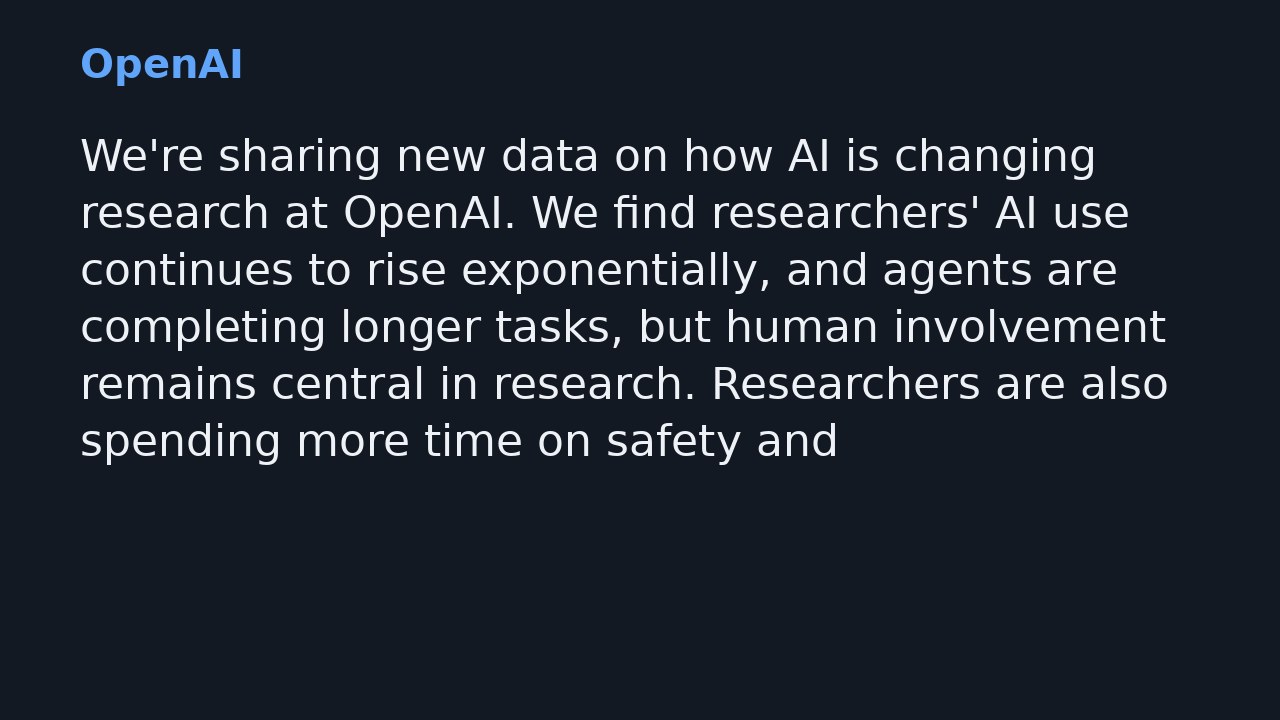 OpenAI
We're sharing new data on how AI is changing
research at OpenAI. We find researchers' AI use
continues to rise exponentially, and agents are
completing longer tasks, but human involvement
remains central in research. Researchers are also
spending more time on safety and